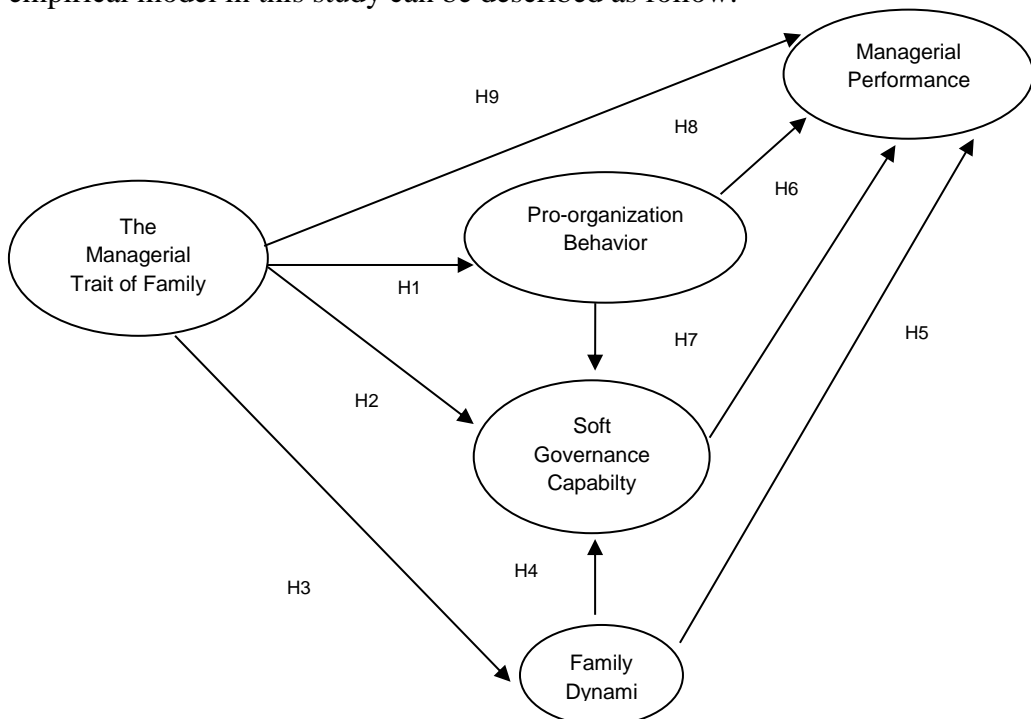 empirical model in this study can be described as follow:
Managerial
Performance
H9
H8
H6
Pro-organization
Behavior
The
Managerial
Trait of Family
H1
H7
H5
H2
Soft
Governance
Capabilty
H4
H3
Family
Dynami